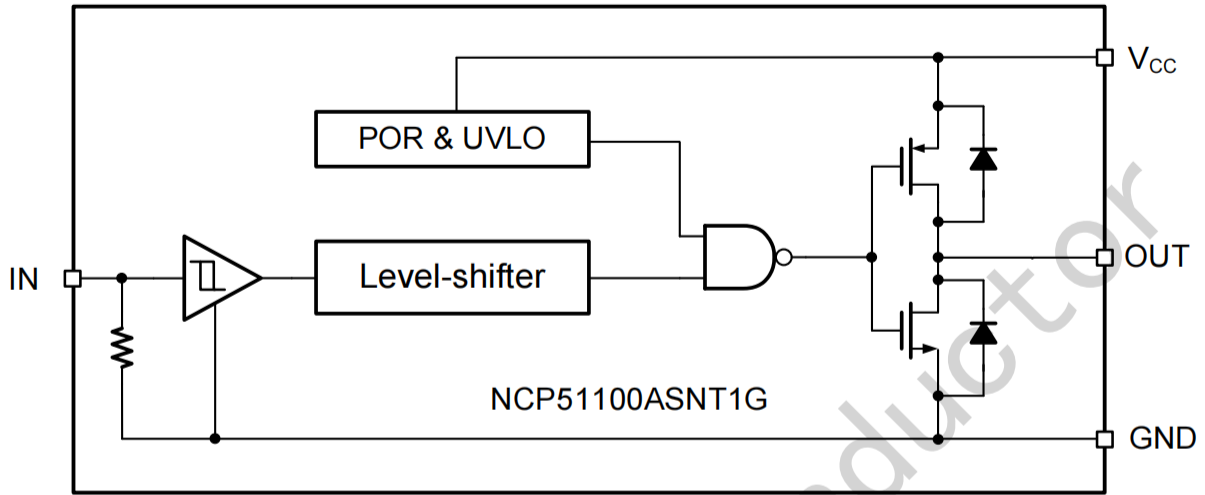 VCC
POR & UVLO
IN
Level-shifter
OUT
NCP51100ASNT1G
GND